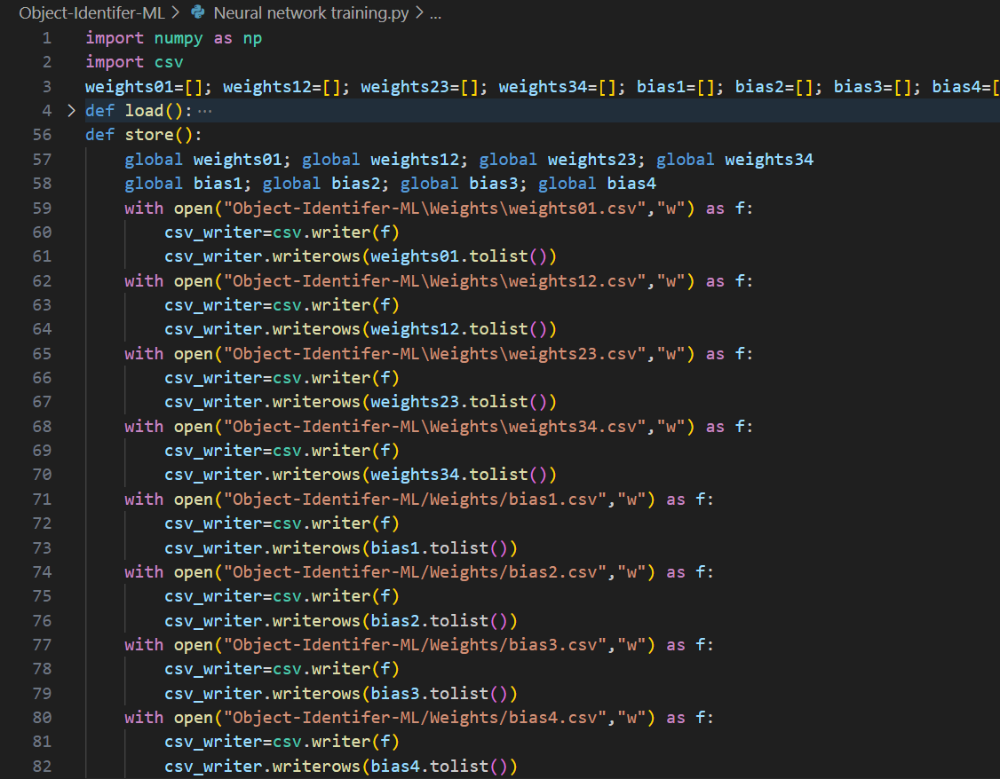 Object-Identifer-ML > Neural network training.py > ...
1 import numpy as np
2 import csv
3 weights01=[]; weights12=[]; weights23=[]; weights34=[]; bias1=[]; bias2=[]; bias3=[]; bias4=[
4 > def load(): ...
56 def store():
57     global weights01; global weights12; global weights23; global weights34
58     global bias1; global bias2; global bias3; global bias4
59     with open("Object-Identifer-ML\Weights\weights01.csv","w") as f:
60         csv_writer=csv.writer(f)
61         csv_writer.writerows(weights01.tolist())
62     with open("Object-Identifer-ML\Weights\weights12.csv","w") as f:
63         csv_writer=csv.writer(f)
64         csv_writer.writerows(weights12.tolist())
65     with open("Object-Identifer-ML\Weights\weights23.csv","w") as f:
66         csv_writer=csv.writer(f)
67         csv_writer.writerows(weights23.tolist())
68     with open("Object-Identifer-ML\Weights\weights34.csv","w") as f:
69         csv_writer=csv.writer(f)
70         csv_writer.writerows(weights34.tolist())
71     with open("Object-Identifer-ML/Weights/bias1.csv","w") as f:
72         csv_writer=csv.writer(f)
73         csv_writer.writerows(bias1.tolist())
74     with open("Object-Identifer-ML/Weights/bias2.csv","w") as f:
75         csv_writer=csv.writer(f)
76         csv_writer.writerows(bias2.tolist())
77     with open("Object-Identifer-ML/Weights/bias3.csv","w") as f:
78         csv_writer=csv.writer(f)
79         csv_writer.writerows(bias3.tolist())
80     with open("Object-Identifer-ML/Weights/bias4.csv","w") as f:
81         csv_writer=csv.writer(f)
82         csv_writer.writerows(bias4.tolist())